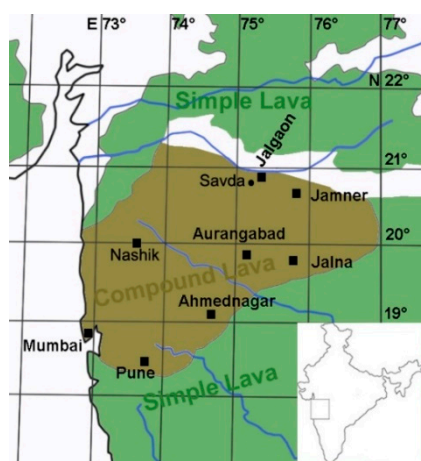 E 73° 74° 75° 76° 77°
N 22°
Simple Lava
Jalgaon
21°
Savda
Jamner
Aurangabad
20°
Nashik
Jalna
Compound Lava
Ahmednagar
19°
Mumbai
Pune
Simple Lava